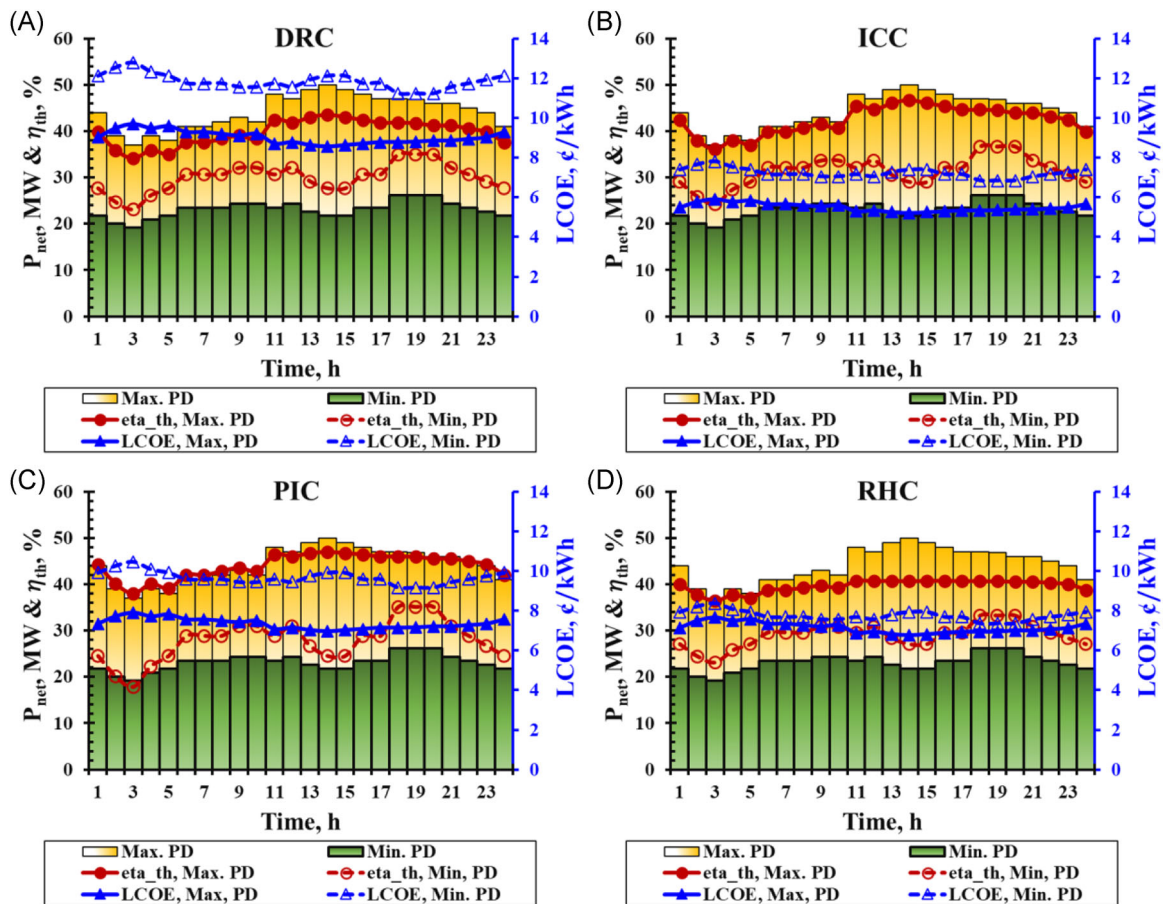 (A)
DRC
P_net, MW & η_th, %
60
50
40
30
20
10
0
14
12
10
8
6
4
2
0
LCOE, ¢/kWh
1 3 5 7 9 11 13 15 17 19 21 23
Time, h
Max. PD Min. PD
eta_th, Max. PD eta_th, Min, PD
LCOE, Max, PD LCOE, Min. PD
(B)
ICC
P_net, MW & η_th, %
60
50
40
30
20
10
0
14
12
10
8
6
4
2
0
LCOE, ¢/kWh
1 3 5 7 9 11 13 15 17 19 21 23
Time, h
Max. PD Min. PD
eta_th, Max. PD eta_th, Min, PD
LCOE, Max, PD LCOE, Min. PD
(C)
PIC
P_net, MW & η_th, %
60
50
40
30
20
10
0
14
12
10
8
6
4
2
0
LCOE, ¢/kWh
1 3 5 7 9 11 13 15 17 19 21 23
Time, h
Max. PD Min. PD
eta_th, Max. PD eta_th, Min, PD
LCOE, Max, PD LCOE, Min. PD
(D)
RHC
P_net, MW & η_th, %
60
50
40
30
20
10
0
14
12
10
8
6
4
2
0
LCOE, ¢/kWh
1 3 5 7 9 11 13 15 17 19 21 23
Time, h
Max. PD Min. PD
eta_th, Max. PD eta_th, Min, PD
LCOE, Max, PD LCOE, Min. PD